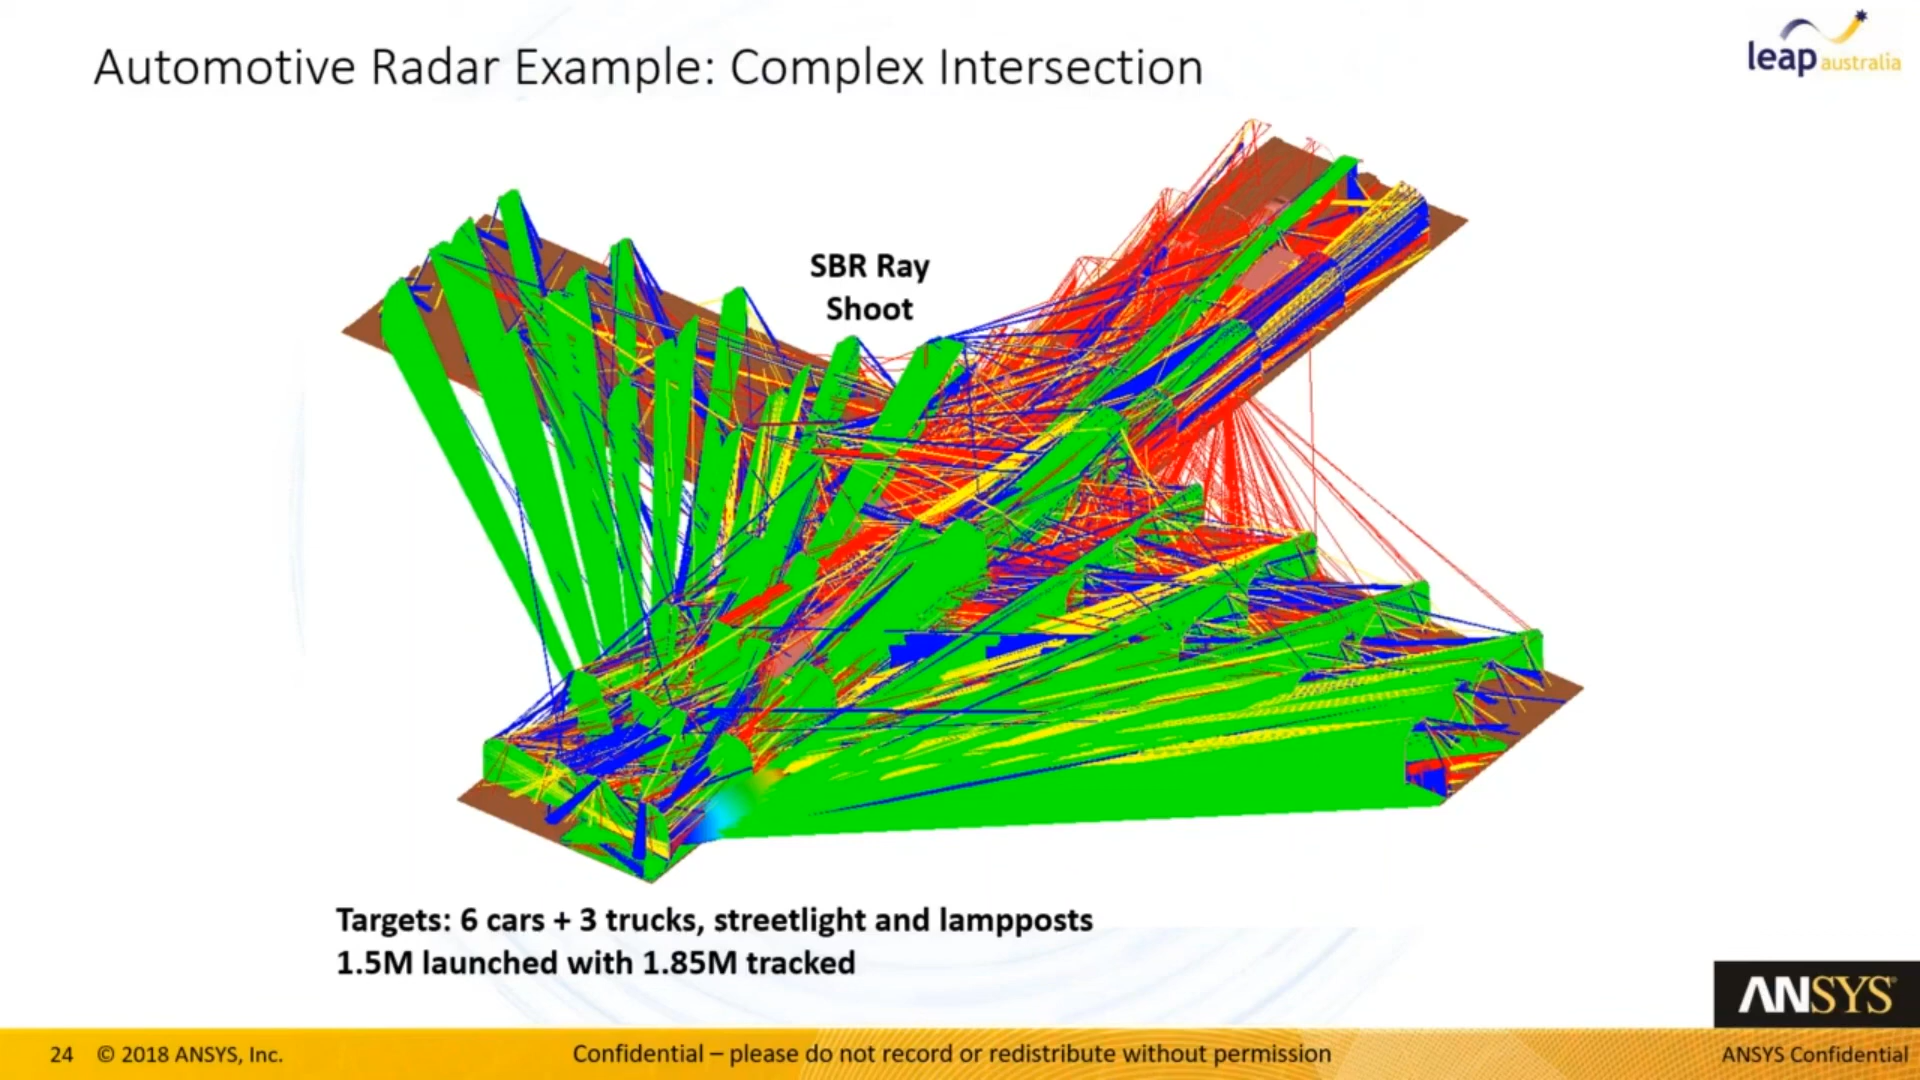 Automotive Radar Example: Complex Intersection
leap australia
SBR Ray
Shoot
Targets: 6 cars + 3 trucks, streetlight and lampposts
1.5M launched with 1.85M tracked
ANSYS
24 © 2018 ANSYS, Inc.
Confidential – please do not record or redistribute without permission
ANSYS Confidential